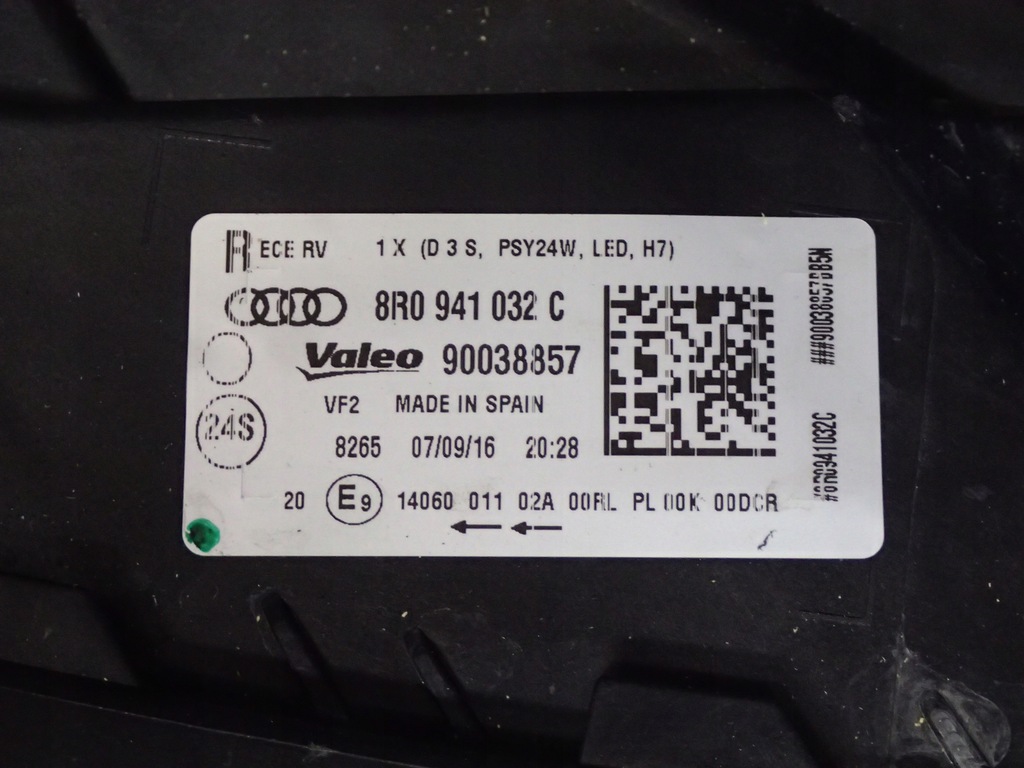 R ECE RV 1 X (D 3 S, PSY24W, LED, H7)
8R0 941 032 C
Valeo 90038857
VF2 MADE IN SPAIN
24S
8265 07/09/16 20:28
20 E9 14060 011 02A 00RL PL 00K 00DCR
#8R0941032C